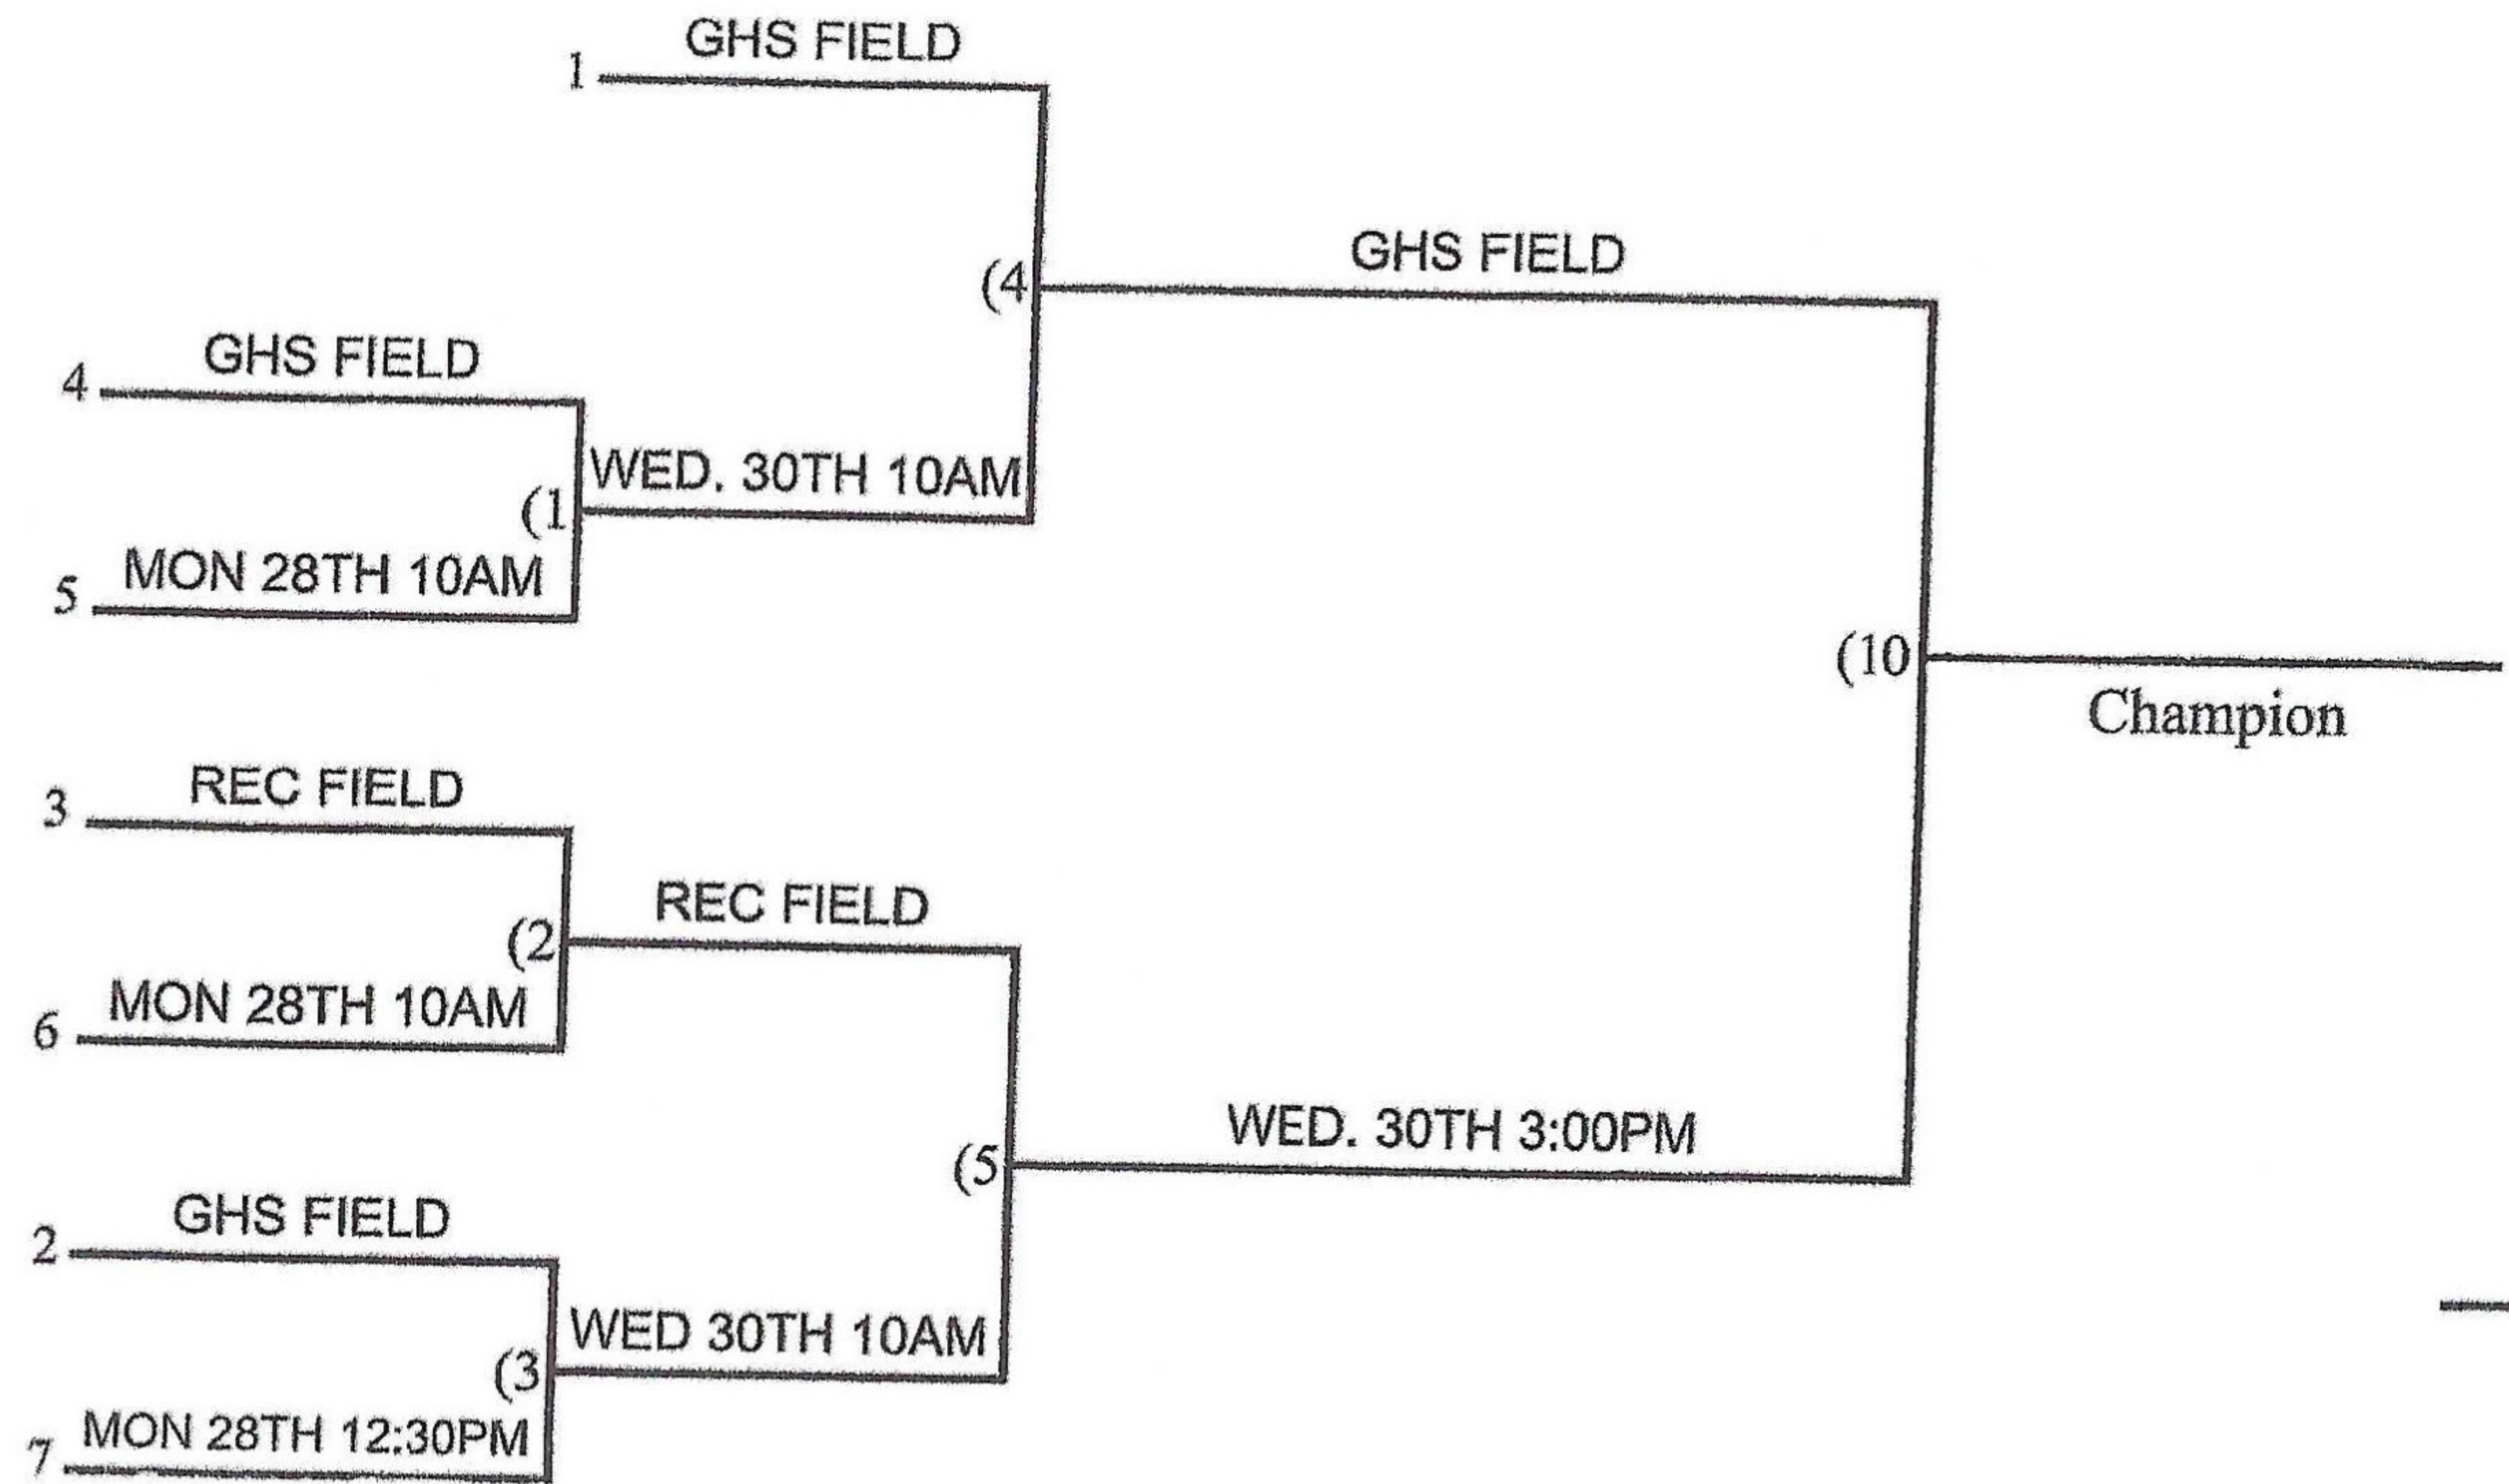 GHS FIELD
1
GHS FIELD
(4
GHS FIELD
4
WED. 30TH 10AM
(1
MON 28TH 10AM
5
(10
Champion
REC FIELD
3
REC FIELD
(2
MON 28TH 10AM
6
WED. 30TH 3:00PM
(5
GHS FIELD
2
WED 30TH 10AM
(3
MON 28TH 12:30PM
7